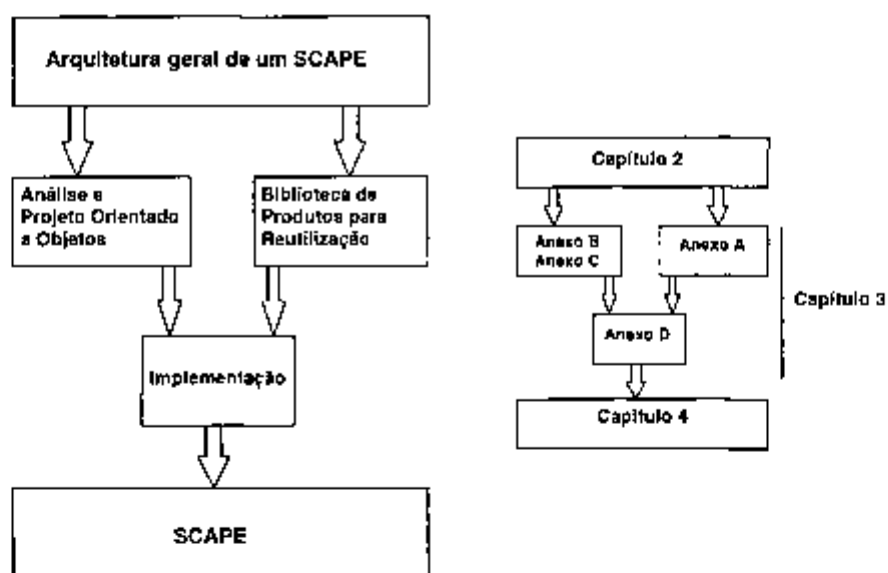 Arquitetura geral de um SCAPE
Análise e
Projeto Orientado
a Objetos
Biblioteca de
Produtos para
Reutilização
Implementação
SCAPE
Capítulo 2
Anexo B
Anexo C
Anexo A
Capítulo 3
Anexo D
Capítulo 4